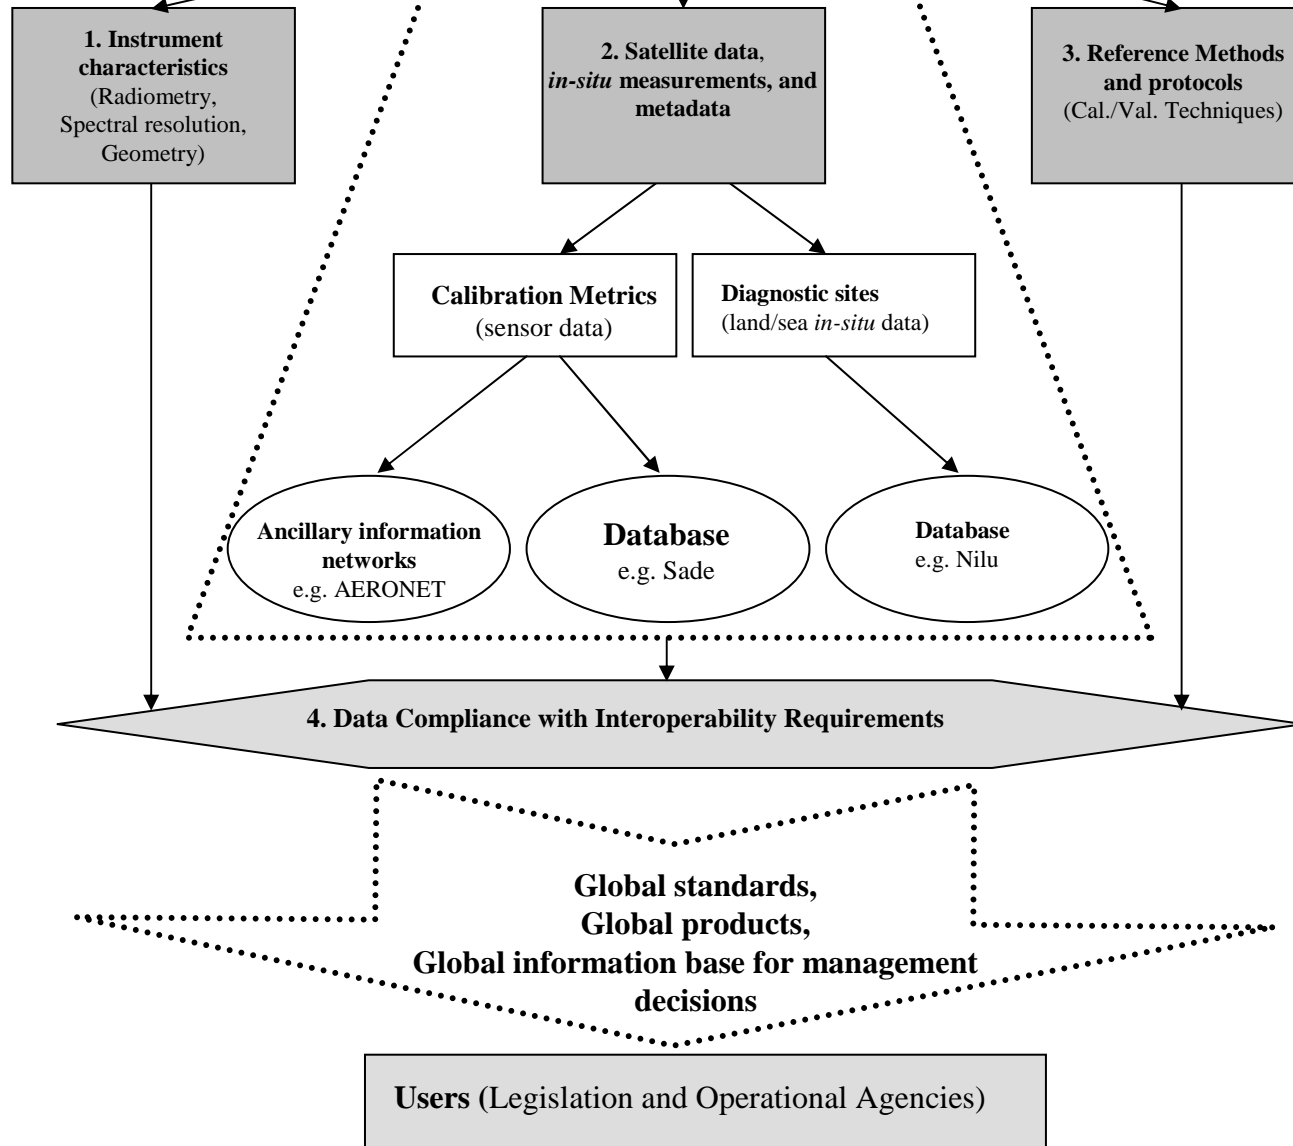 1. Instrument
characteristics
(Radiometry,
Spectral resolution,
Geometry)
2. Satellite data,
in-situ measurements, and
metadata
3. Reference Methods
and protocols
(Cal./Val. Techniques)
Calibration Metrics
(sensor data)
Diagnostic sites
(land/sea in-situ data)
Ancillary information
networks
e.g. AERONET
Database
e.g. Sade
Database
e.g. Nilu
4. Data Compliance with Interoperability Requirements
Global standards,
Global products,
Global information base for management
decisions
Users (Legislation and Operational Agencies)